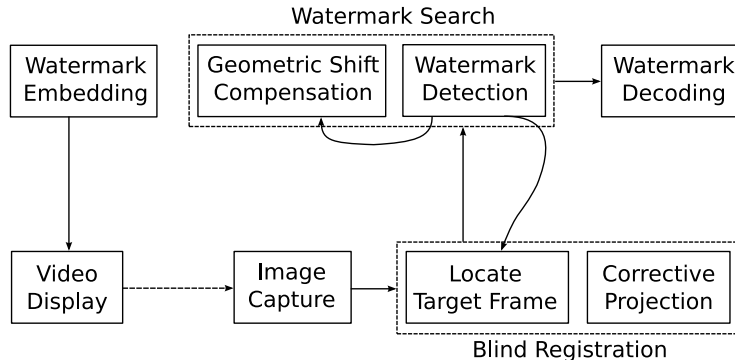 Watermark Search
Watermark
Embedding
Geometric Shift
Compensation
Watermark
Detection
Watermark
Decoding
Video
Display
Image
Capture
Locate
Target Frame
Corrective
Projection
Blind Registration